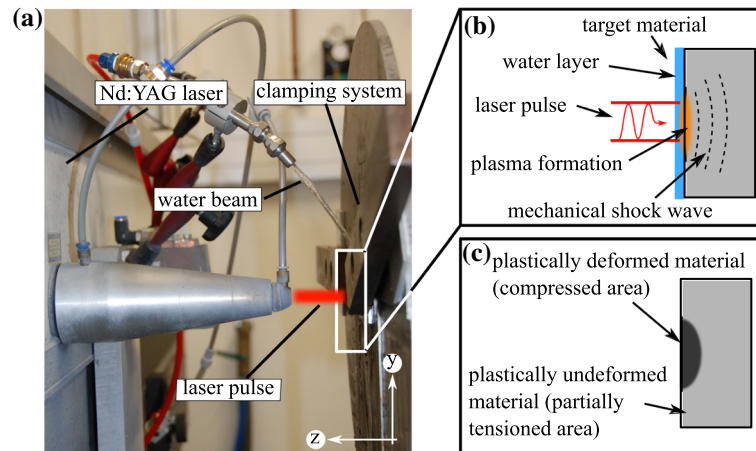 (a)
Nd:YAG laser
clamping system
water beam
laser pulse
y
z
(b)
target material
water layer
laser pulse
plasma formation
mechanical shock wave
(c)
plastically deformed material
(compressed area)
plastically undeformed
material (partially
tensioned area)